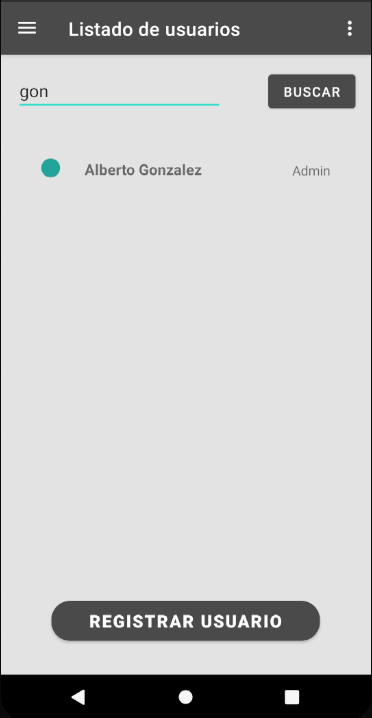 Listado de usuarios
gon BUSCAR
Alberto Gonzalez Admin
REGISTRAR USUARIO